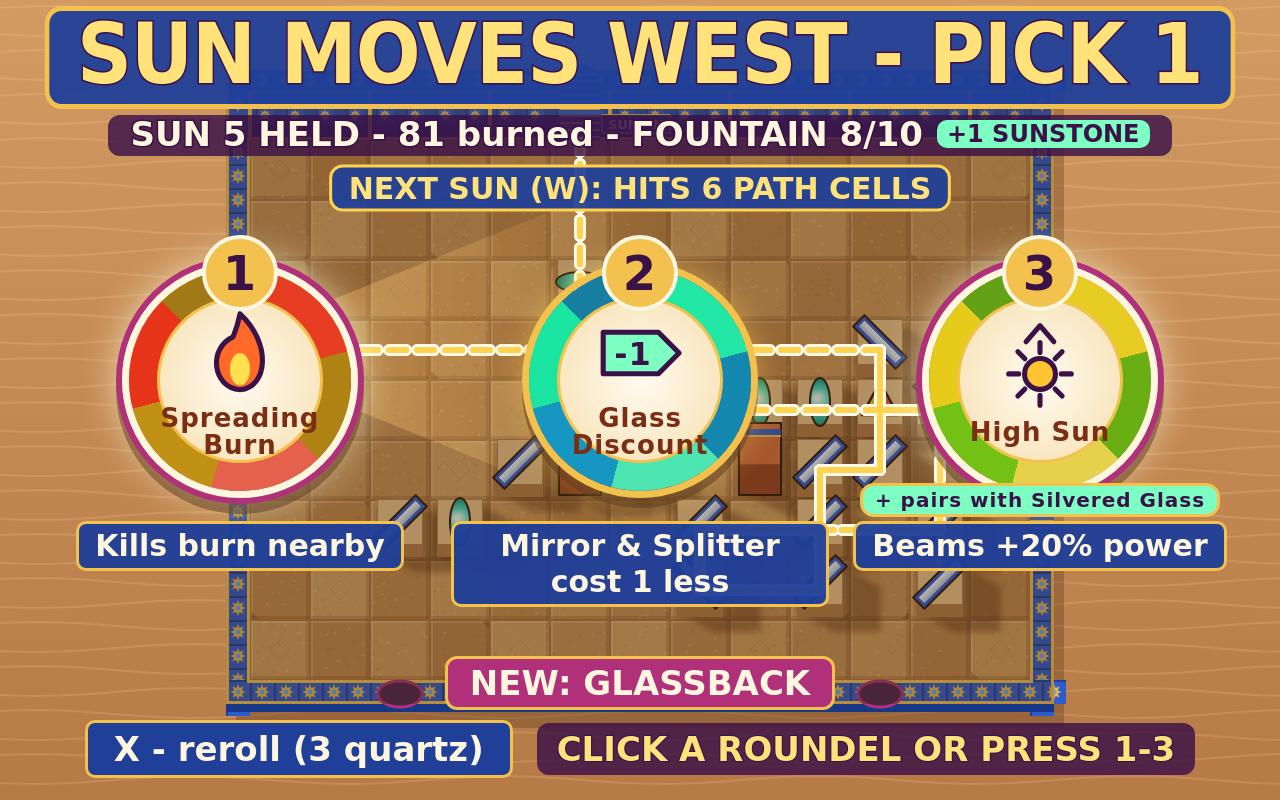 SUN MOVES WEST - PICK 1
SUN 5 HELD - 81 burned - FOUNTAIN 8/10 +1 SUNSTONE
NEXT SUN (W): HITS 6 PATH CELLS
1
2
3
-1
Spreading
Burn
Glass
Discount
High Sun
+ pairs with Silvered Glass
Kills burn nearby
Mirror & Splitter
cost 1 less
Beams +20% power
NEW: GLASSBACK
X - reroll (3 quartz)
CLICK A ROUNDEL OR PRESS 1-3